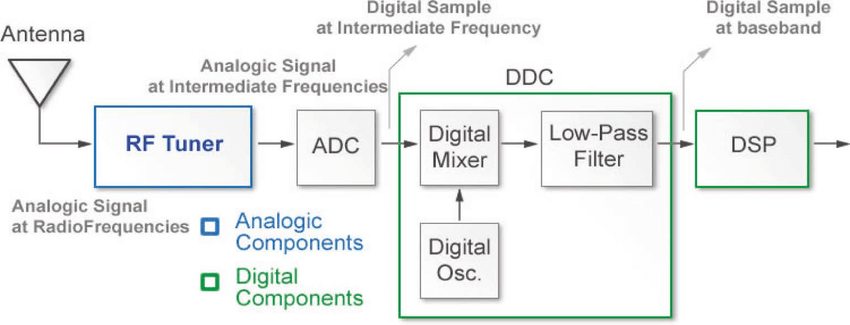 Digital Sample
at Intermediate Frequency
Digital Sample
at baseband
Antenna
Analogic Signal
at Intermediate Frequencies
DDC
RF Tuner
ADC
Digital
Mixer
Low-Pass
Filter
DSP
Analogic Signal
at RadioFrequencies
Analogic
Components
Digital
Osc.
Digital
Components